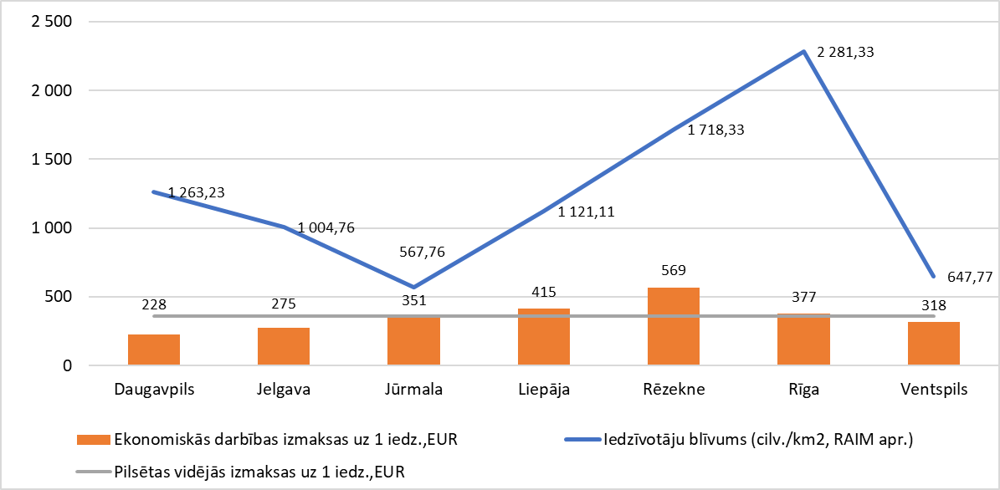 2 500
2 000
1 500
1 000
500
0
2 281,33
1 718,33
1 263,23
1 121,11
1 004,76
567,76
647,77
228
275
351
415
569
377
318
Daugavpils
Jelgava
Jūrmala
Liepāja
Rēzekne
Rīga
Ventspils
Ekonomiskās darbības izmaksas uz 1 iedz.,EUR
Iedzīvotāju blīvums (cilv./km2, RAIM apr.)
Pilsētas vidējās izmaksas uz 1 iedz.,EUR